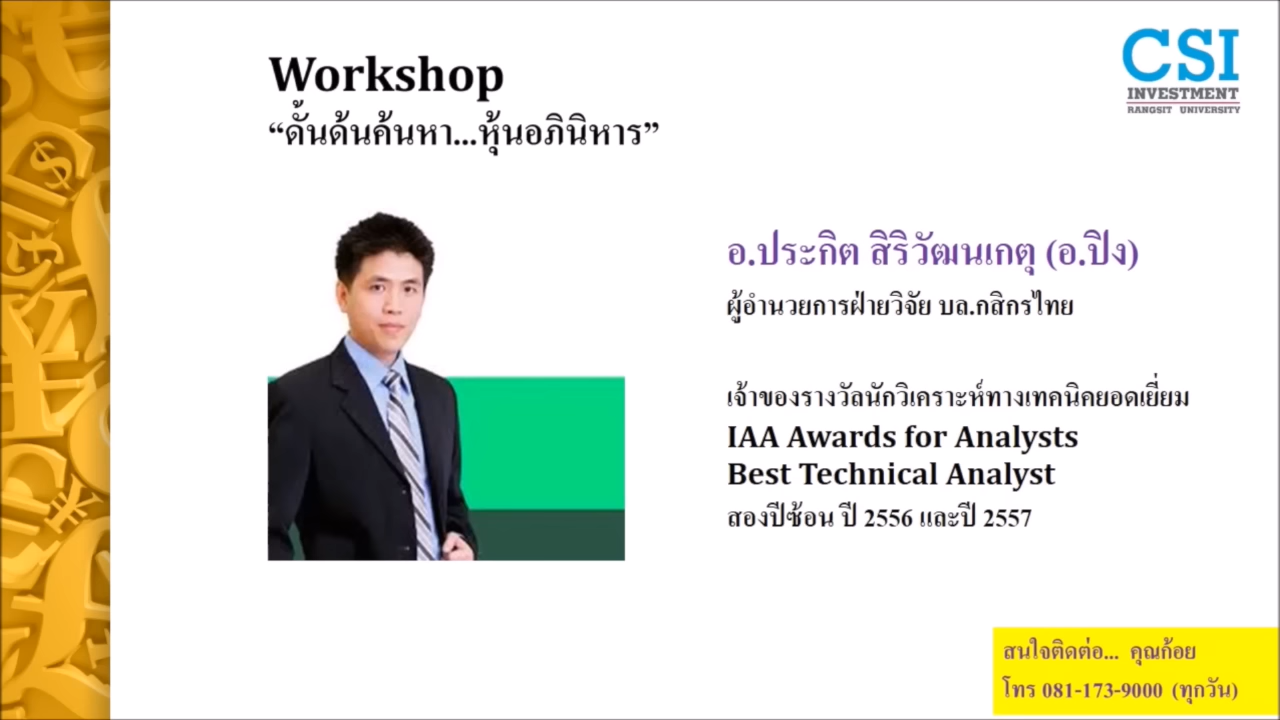 Workshop
“ดั้นด้นค้นหา...หุ้นอภินิหาร”
CSI
INVESTMENT
RANGSIT UNIVERSITY
อ.ประกิต สิริวัฒนเกตุ (อ.ปิง)
ผู้อำนวยการฝ่ายวิจัย บล.กสิกรไทย
เจ้าของรางวัลนักวิเคราะห์ทางเทคนิคยอดเยี่ยม
IAA Awards for Analysts
Best Technical Analyst
สองปีซ้อน ปี 2556 และปี 2557
สนใจติดต่อ... คุณก้อย
โทร 081-173-9000 (ทุกวัน)